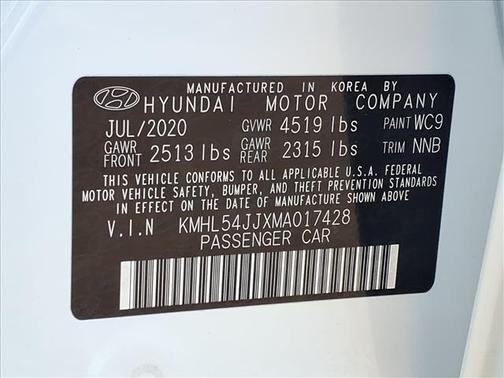 MANUFACTURED IN KOREA BY
HYUNDAI MOTOR COMPANY
JUL/2020 GVWR 4519 lbs PAINT WC9
GAWR FRONT 2513 lbs GAWR REAR 2315 lbs TRIM NNB
THIS VEHICLE CONFORMS TO ALL APPLICABLE U.S.A. FEDERAL
MOTOR VEHICLE SAFETY, BUMPER, AND THEFT PREVENTION STANDARDS
IN EFFECT ON THE DATE OF MANUFACTURE SHOWN ABOVE.
V.I.N KMHL54JJXMA017428
PASSENGER CAR